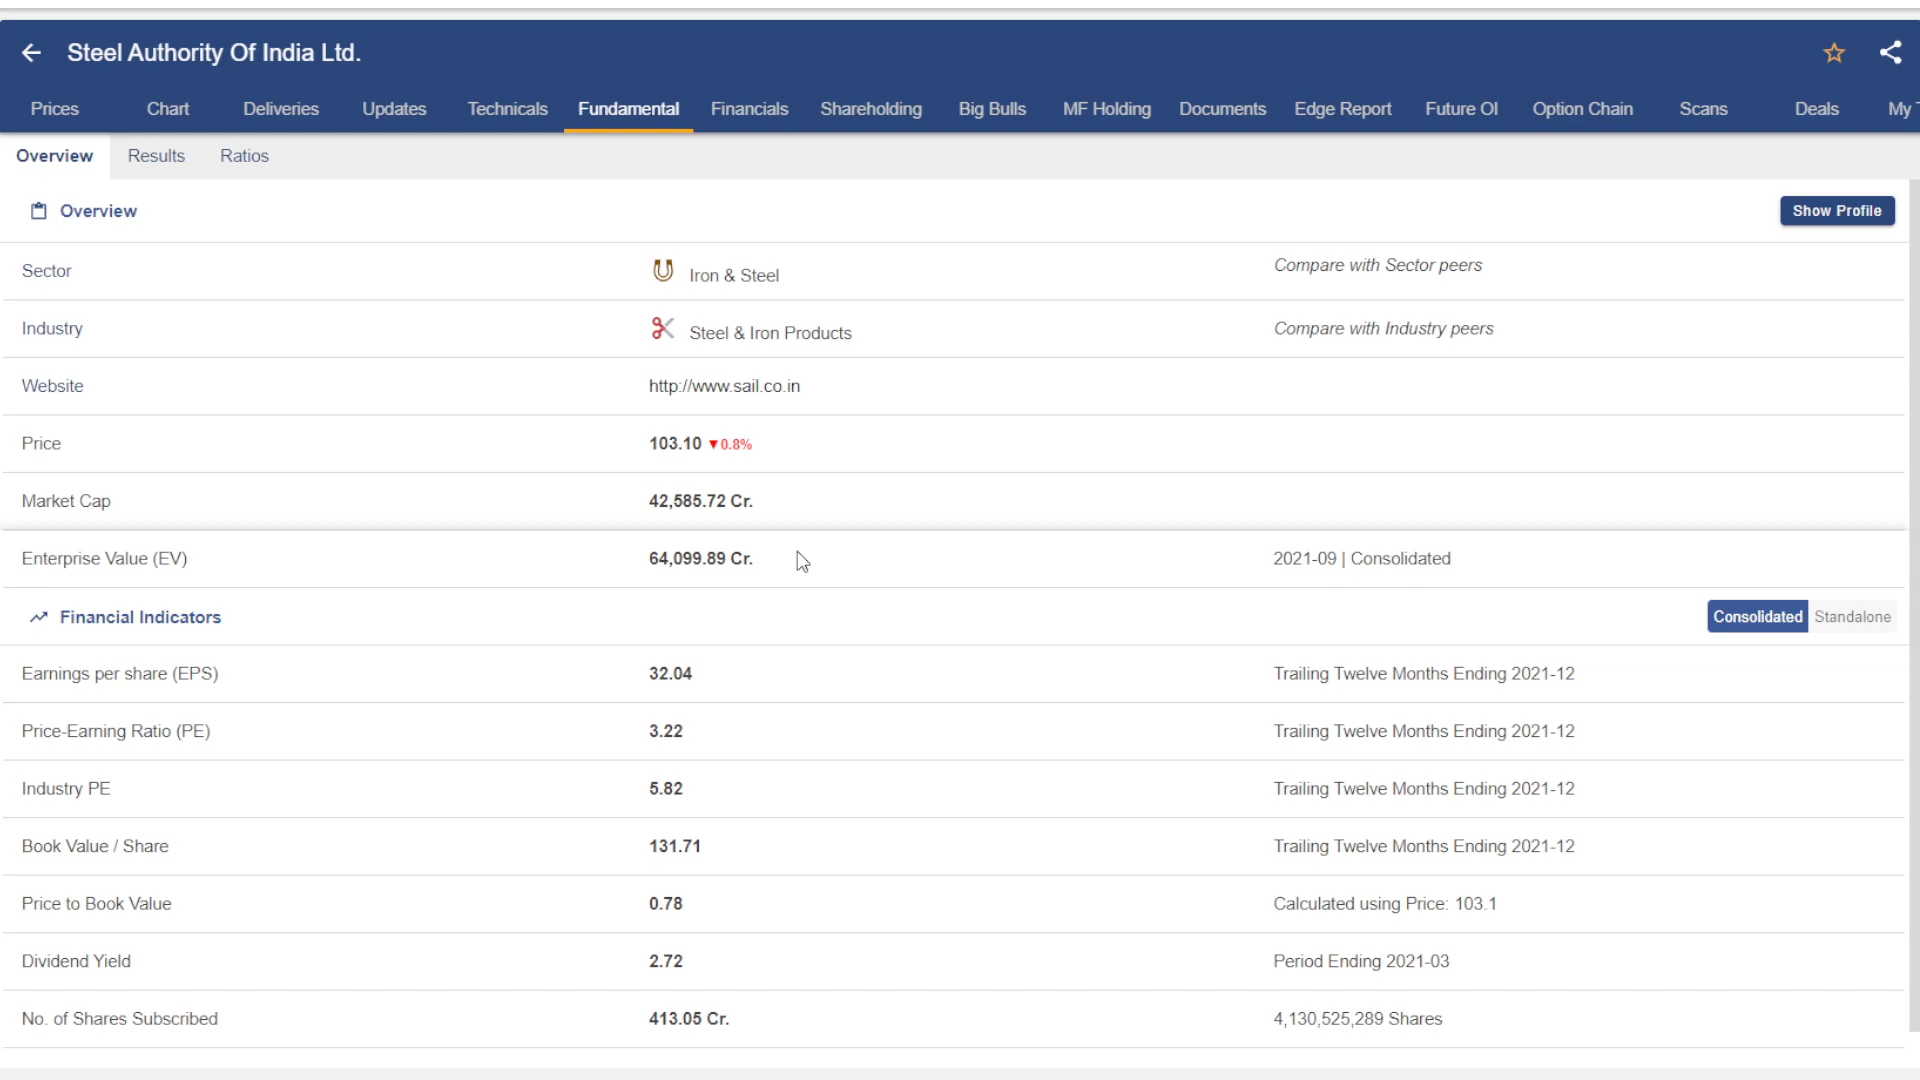 Steel Authority Of India Ltd.
Prices Chart Deliveries Updates Technicals Fundamental Financials Shareholding Big Bulls MF Holding Documents Edge Report Future OI Option Chain Scans Deals My
Overview Results Ratios
Overview Show Profile
Sector Iron & Steel Compare with Sector peers
Industry Steel & Iron Products Compare with Industry peers
Website http://www.sail.co.in
Price 103.10 ▼0.8%
Market Cap 42,585.72 Cr.
Enterprise Value (EV) 64,099.89 Cr. 2021-09 | Consolidated
Financial Indicators Consolidated Standalone
Earnings per share (EPS) 32.04 Trailing Twelve Months Ending 2021-12
Price-Earning Ratio (PE) 3.22 Trailing Twelve Months Ending 2021-12
Industry PE 5.82 Trailing Twelve Months Ending 2021-12
Book Value / Share 131.71 Trailing Twelve Months Ending 2021-12
Price to Book Value 0.78 Calculated using Price: 103.1
Dividend Yield 2.72 Period Ending 2021-03
No. of Shares Subscribed 413.05 Cr. 4,130,525,289 Shares